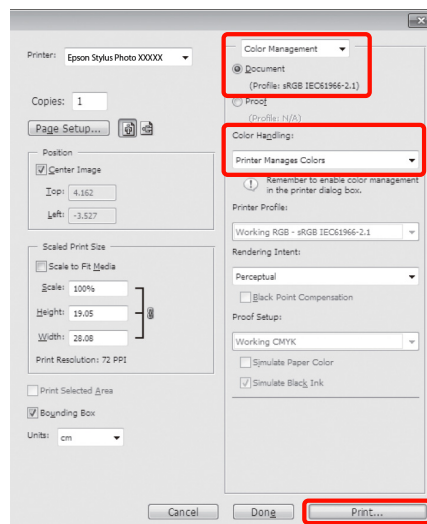 Printer: Epson Stylus Photo XXXXX
Copies: 1
Page Setup...
Position
Center Image
Top: 4.162
Left: -3.527
Scaled Print Size
Scale to Fit Media
Scale: 100%
Height: 19.05
Width: 28.08
Print Resolution: 72 PPI
Print Selected Area
Bounding Box
Units: cm
Color Management
Document
(Profile: sRGB IEC61966-2.1)
Proof
(Profile: N/A)
Color Handling:
Printer Manages Colors
Remember to enable color management
in the printer dialog box.
Printer Profile:
Working RGB - sRGB IEC61966-2.1
Rendering Intent:
Perceptual
Black Point Compensation
Proof Setup:
Working CMYK
Simulate Paper Color
Simulate Black Ink
Cancel
Done
Print...